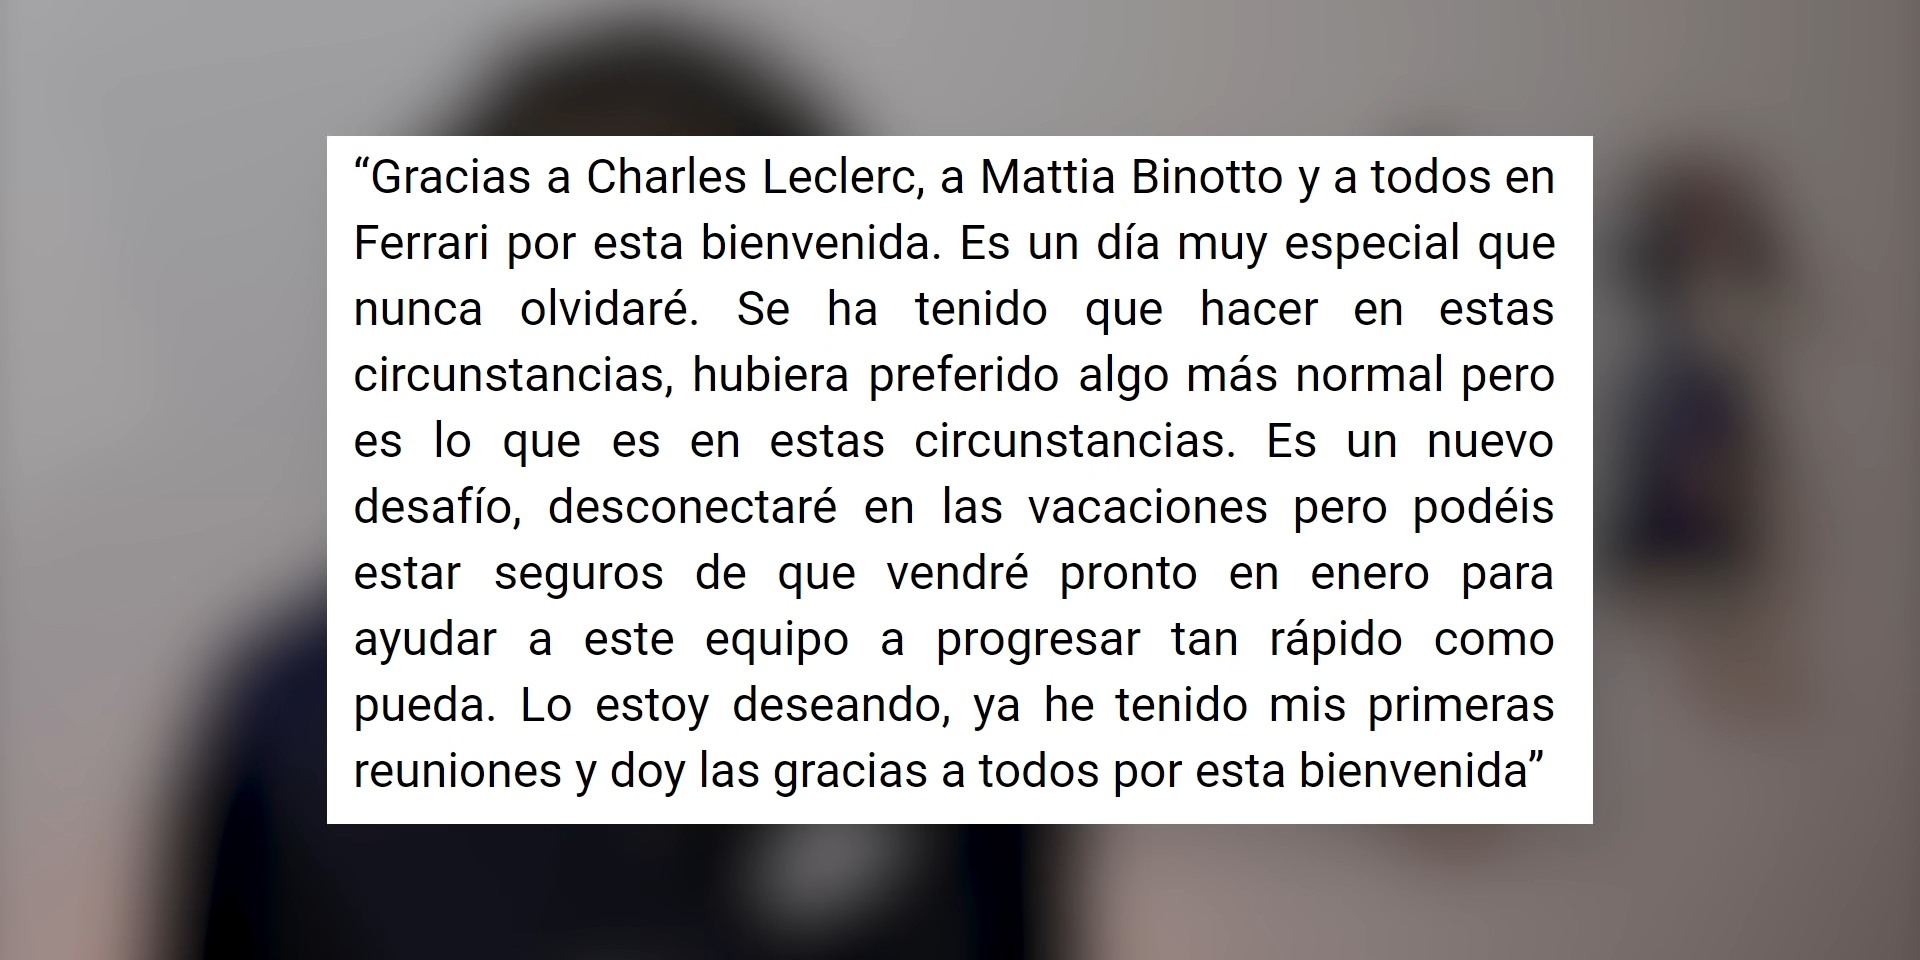 “Gracias a Charles Leclerc, a Mattia Binotto y a todos en
Ferrari por esta bienvenida. Es un día muy especial que
nunca olvidaré. Se ha tenido que hacer en estas
circunstancias, hubiera preferido algo más normal pero
es lo que es en estas circunstancias. Es un nuevo
desafío, desconectaré en las vacaciones pero podéis
estar seguros de que vendré pronto en enero para
ayudar a este equipo a progresar tan rápido como
pueda. Lo estoy deseando, ya he tenido mis primeras
reuniones y doy las gracias a todos por esta bienvenida”